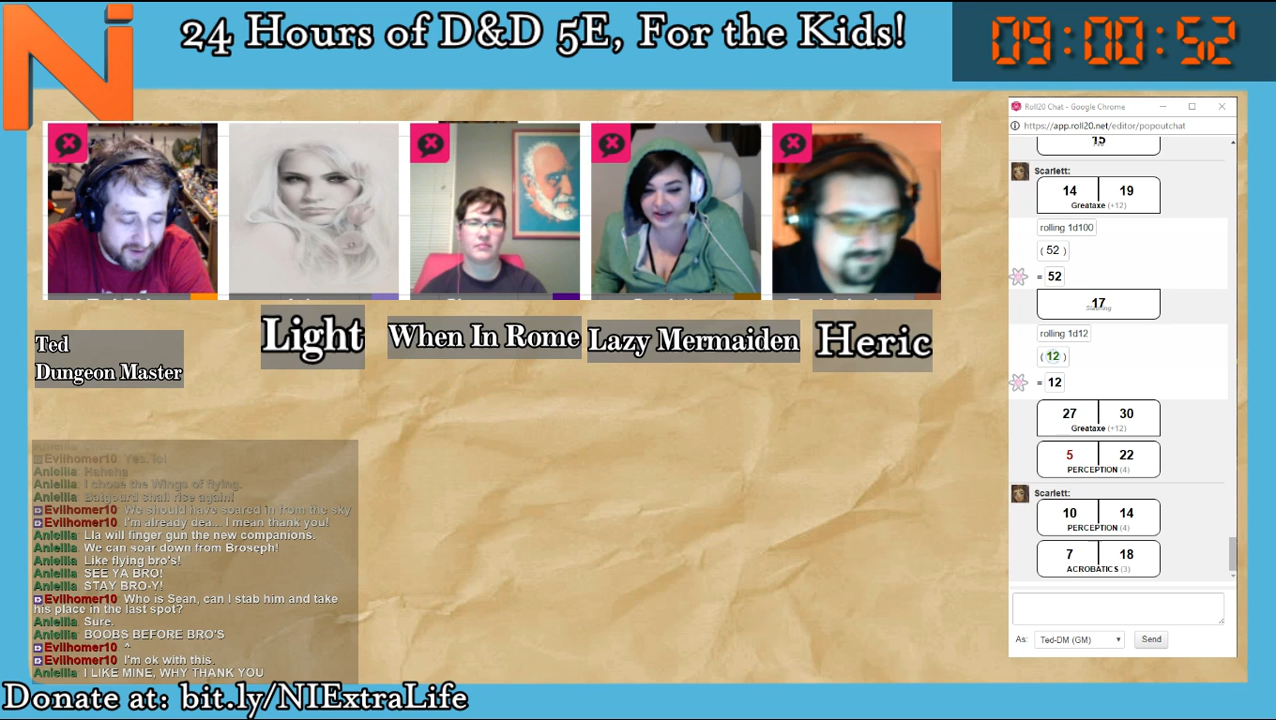 24 Hours of D&D 5E, For the Kids!
09:00:52
Ni
Roll20 Chat - Google Chrome
https://app.roll20.net/editor/popoutchat
15
Scarlett:
14 19
Greataxe (+12)
rolling 1d100
( 52 )
= 52
17
rolling 1d12
( 12 )
= 12
27 30
Greataxe (+12)
5 22
PERCEPTION (4)
Scarlett:
10 14
PERCEPTION (4)
7 18
ACROBATICS (3)
As: Ted-DM (GM) Send
Ted
Dungeon Master
Light
When In Rome
Lazy Mermaiden
Heric
Evilhomer10 Yes, lol
Aniellia Hahaha
Aniellia I chose the Wings of flying.
Aniellia Batgourd shall rise again!
Evilhomer10 We should have soared in from the sky
Evilhomer10 I'm already dea... I mean thank you!
Aniellia Lla will finger gun the new companions.
Aniellia We can soar down from Broseph!
Aniellia Like flying bro's!
Aniellia SEE YA BRO!
Aniellia STAY BRO-Y!
Evilhomer10 Who is Sean, can I stab him and take
his place in the last spot?
Aniellia Sure.
Aniellia BOOBS BEFORE BRO'S
Evilhomer10 ^
Evilhomer10 I'm ok with this.
Aniellia I LIKE MINE, WHY THANK YOU
Donate at: bit.ly/NIExtraLife